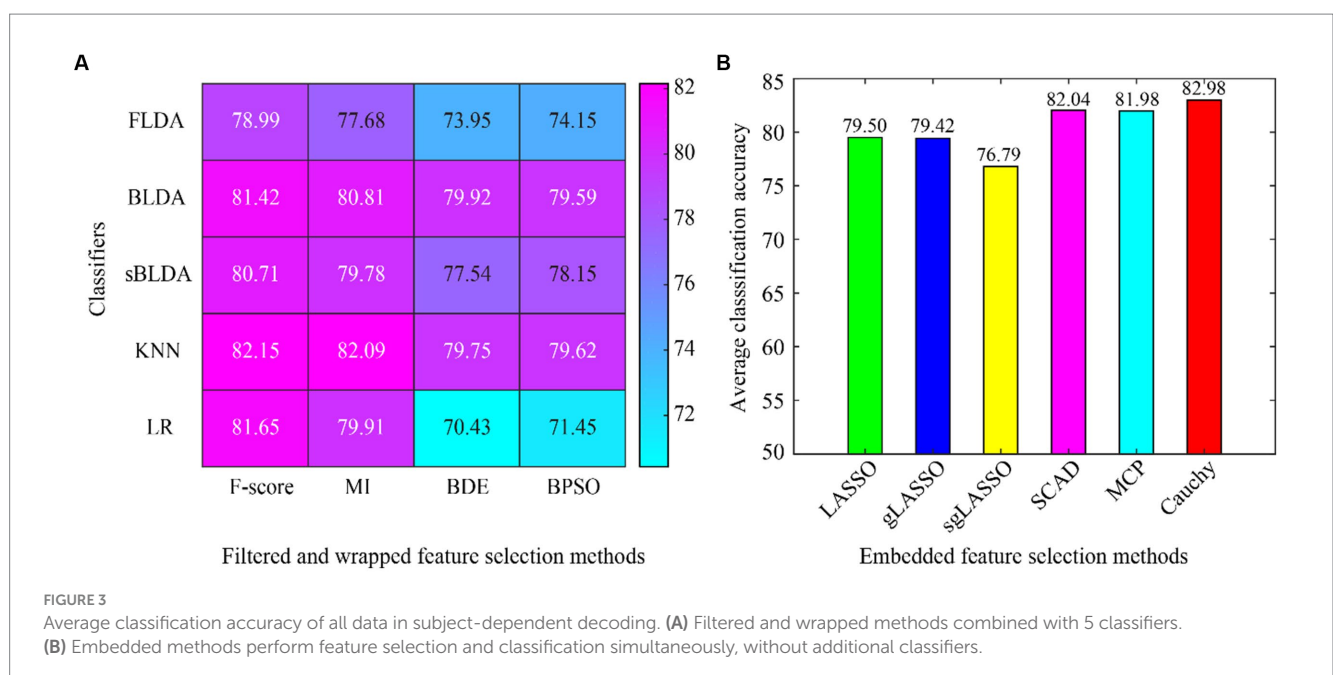 A
FLDA 78.99 77.68 73.95 74.15
BLDA 81.42 80.81 79.92 79.59
sBLDA 80.71 79.78 77.54 78.15
KNN 82.15 82.09 79.75 79.62
LR 81.65 79.91 70.43 71.45
F-score MI BDE BPSO
Classifiers
Filtered and wrapped feature selection methods
82
80
78
76
74
72
B
85
80
75
70
65
60
55
50
Average classsification accuracy
79.50 79.42 76.79 82.04 81.98 82.98
LASSO gLASSO sgLASSO SCAD MCP Cauchy
Embedded feature selection methods
FIGURE 3
Average classification accuracy of all data in subject-dependent decoding. (A) Filtered and wrapped methods combined with 5 classifiers.
(B) Embedded methods perform feature selection and classification simultaneously, without additional classifiers.